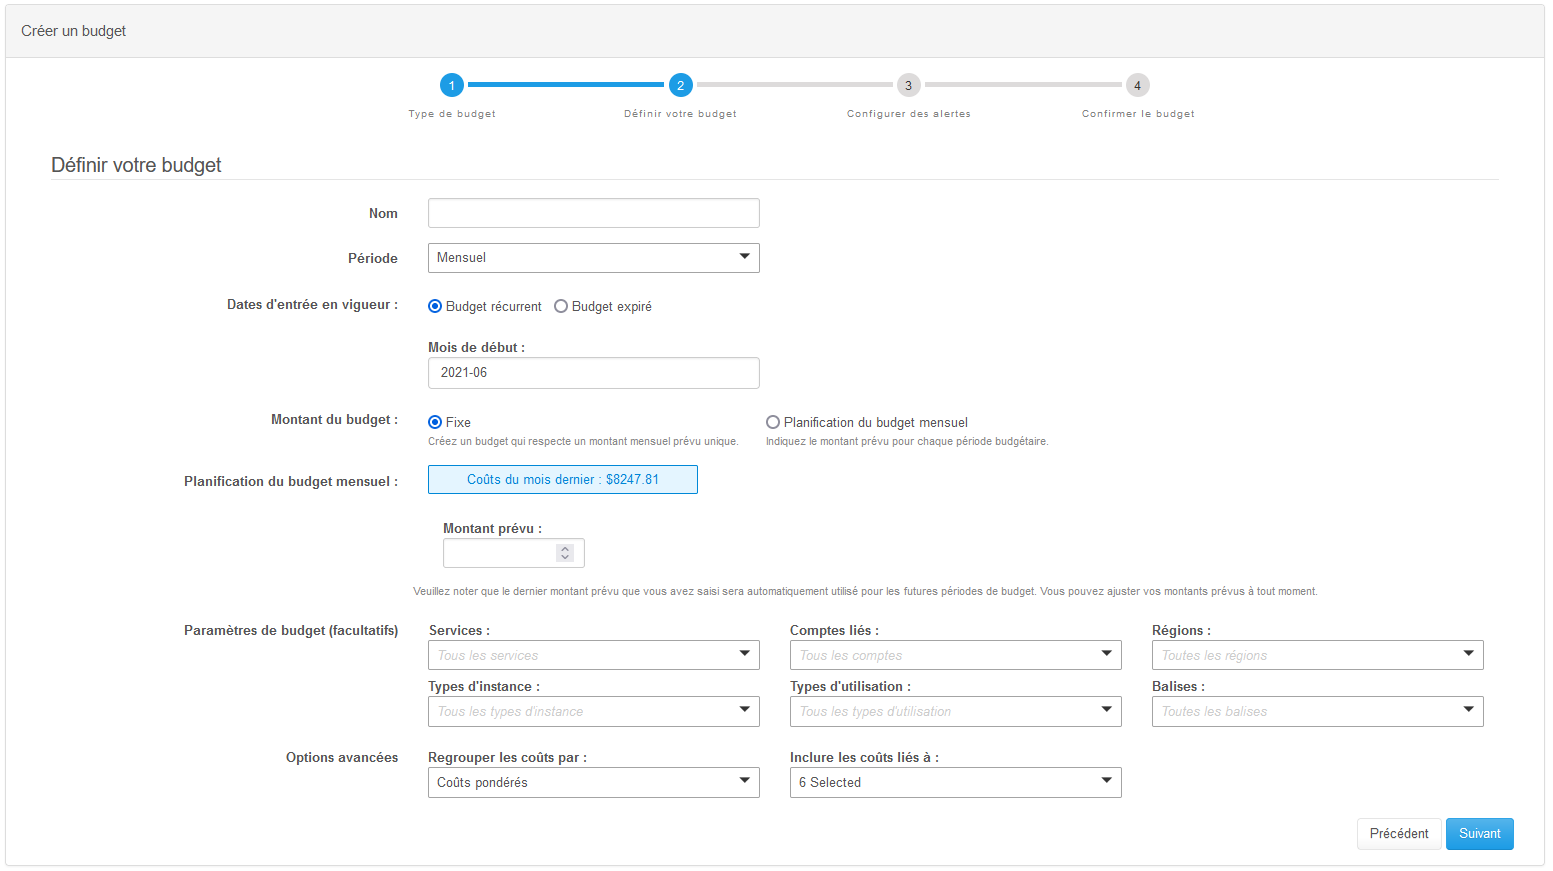 Créer un budget
1 2 3 4
Type de budget Définir votre budget Configurer des alertes Confirmer le budget
Définir votre budget
Nom
Période Mensuel
Dates d'entrée en vigueur : Budget récurrent Budget expiré
Mois de début :
2021-06
Montant du budget : Fixe Planification du budget mensuel
Créez un budget qui respecte un montant mensuel prévu unique. Indiquez le montant prévu pour chaque période budgétaire.
Planification du budget mensuel : Coûts du mois dernier : $8247.81
Montant prévu :
Veuillez noter que le dernier montant prévu que vous avez saisi sera automatiquement utilisé pour les futures périodes de budget. Vous pouvez ajuster vos montants prévus à tout moment.
Paramètres de budget (facultatifs) Services : Comptes liés : Régions :
Tous les services Tous les comptes Toutes les régions
Types d'instance : Types d'utilisation : Balises :
Tous les types d'instance Tous les types d'utilisation Toutes les balises
Options avancées Regrouper les coûts par : Inclure les coûts liés à :
Coûts pondérés 6 Selected
Précédent Suivant